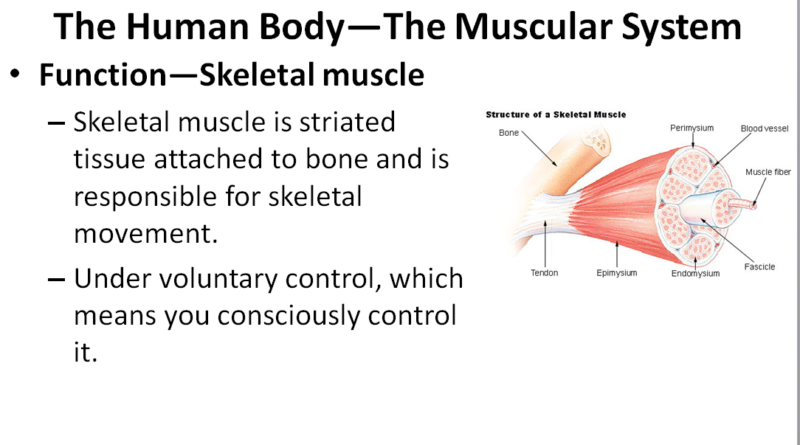 The Human Body—The Muscular System
• Function—Skeletal muscle
– Skeletal muscle is striated
tissue attached to bone and is
responsible for skeletal
movement.
– Under voluntary control, which
means you consciously control
it.
Structure of a Skeletal Muscle
Bone
Perimysium
Blood vessel
Muscle fiber
Fascicle
Endomysium
Epimysium
Tendon